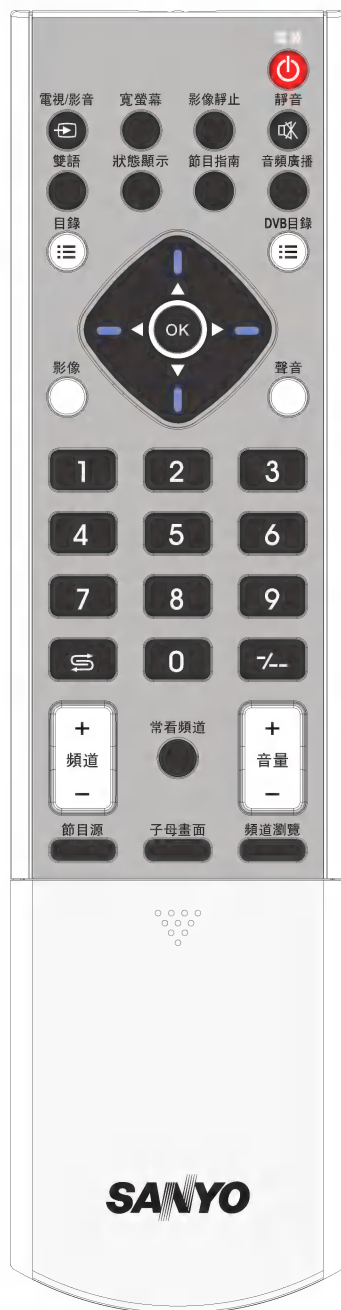 電視/影音 寬螢幕 影像靜止 靜音
雙語 狀態顯示 節目指南 音頻廣播
目錄 DVB目錄
OK
影像 聲音
1 2 3
4 5 6
7 8 9
0 -/--
+ 常看頻道 +
頻道 音量
− −
節目源 子母畫面 頻道瀏覽
SANYO